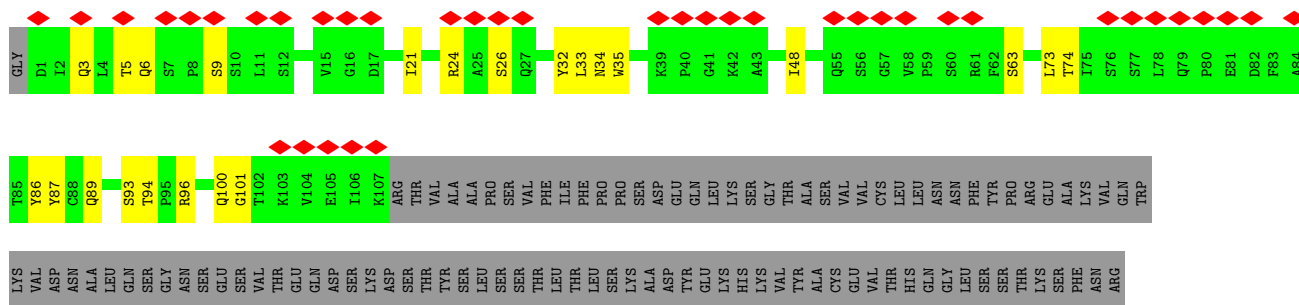 GLY D1 I2 Q3 L4 T5 Q6 S7 P8 S9 S10 L11 S12 V15 G16 D17 I21 R24 A25 S26 Q27 Y32 L33 N34 W35 K39 P40 G41 K42 A43 I48 Q55 S56 G57 V58 P59 S60 R61 F62 S63 L73 T74 I75 S76 S77 L78 Q79 P80 E81 D82 F83 A84
T85 Y86 Y87 C88 Q89 S93 T94 P95 R96 Q100 G101 T102 K103 V104 E105 I106 K107 ARG THR VAL ALA ALA PRO SER VAL PHE ILE PHE PRO PRO SER ASP GLU GLN LEU LYS SER GLY THR ALA SER VAL VAL CYS LEU LEU ASN ASN PHE TYR PRO ARG GLU ALA LYS VAL GLN TRP
LYS VAL ASP ASN ALA LEU GLN SER GLY ASN SER GLU SER VAL THR GLU GLN ASP SER LYS ASP SER THR TYR SER LEU SER SER THR LEU THR LEU SER LYS ALA ASP TYR GLU LYS HIS LYS VAL TYR ALA CYS GLU VAL THR HIS GLN GLY LEU SER SER THR LYS SER PHE ASN ARG